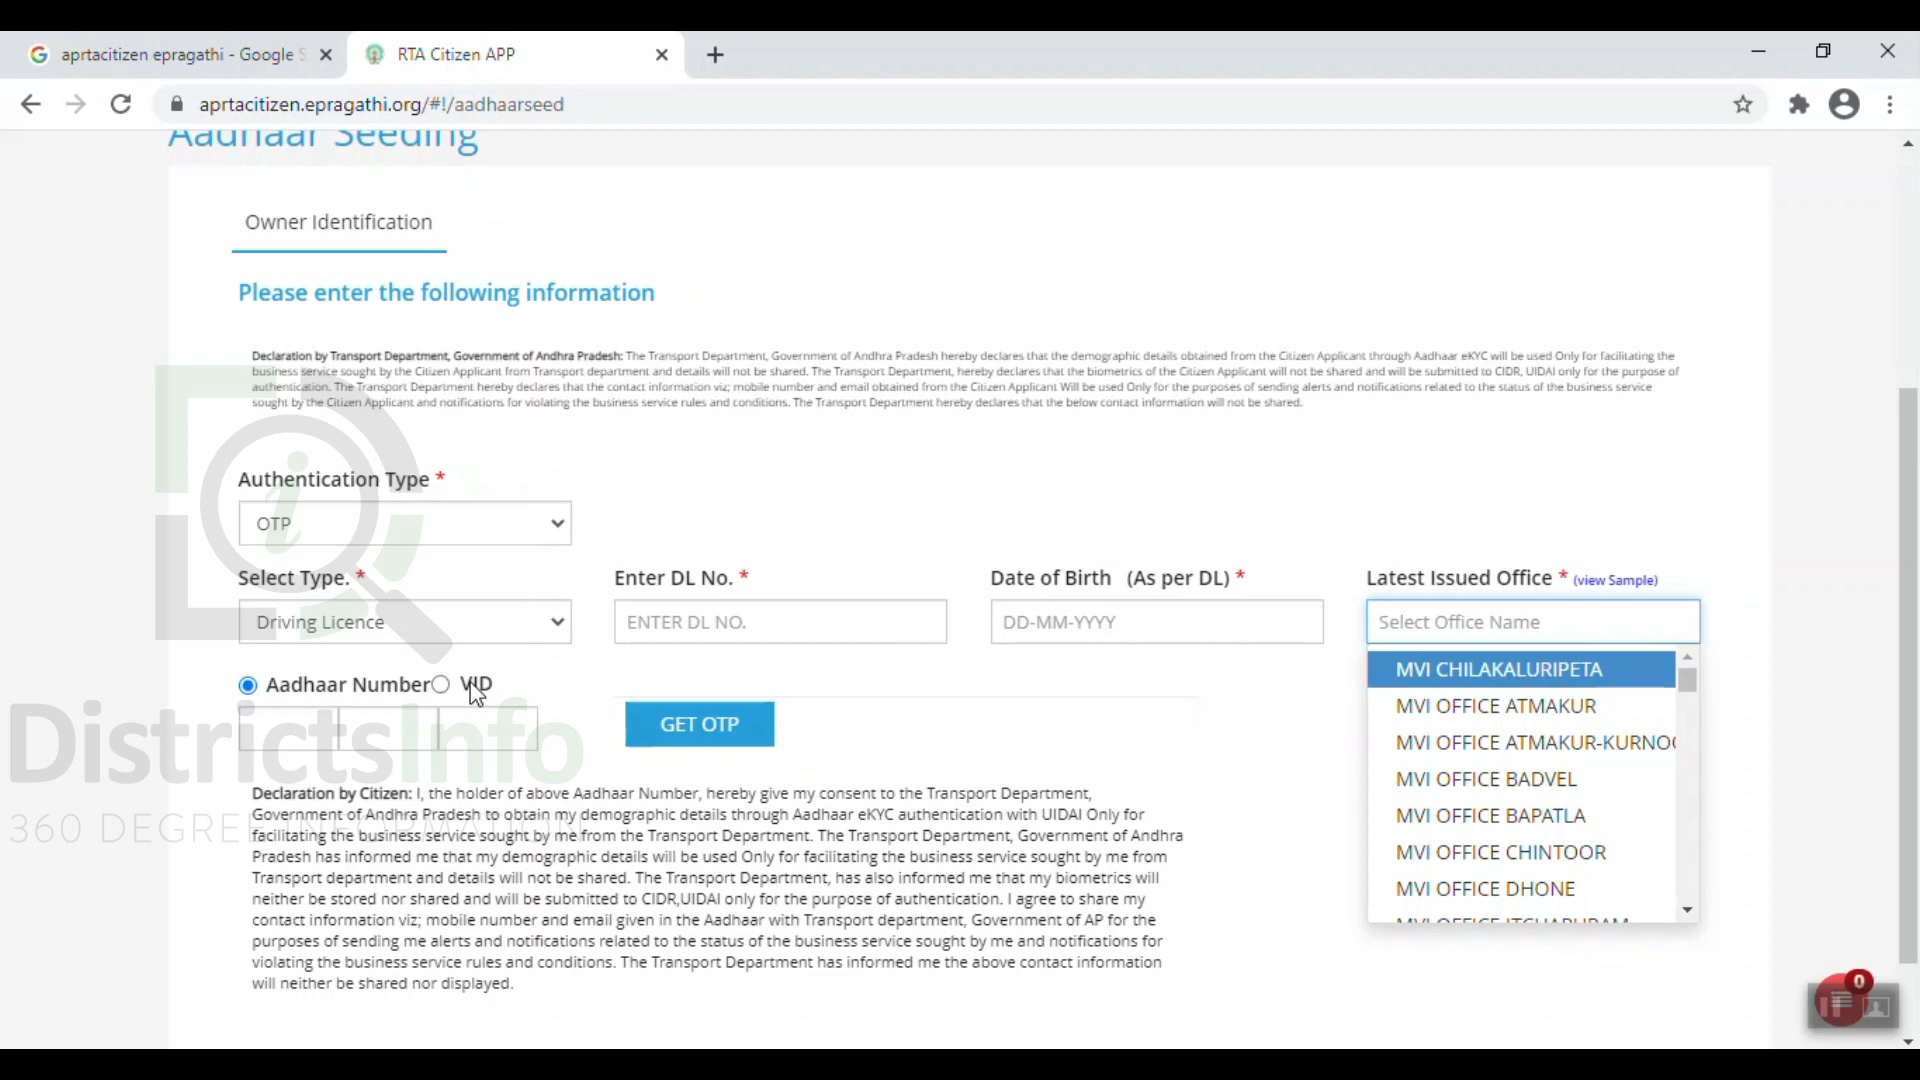 aprtacitizen epragathi - Google S
RTA Citizen APP
aprtacitizen.epragathi.org/#!/aadhaarseed
Aadhaar Seeding
Owner Identification
Please enter the following information
Declaration by Transport Department, Government of Andhra Pradesh: The Transport Department, Government of Andhra Pradesh hereby declares that the demographic details obtained from the Citizen Applicant through Aadhaar eKYC will be used Only for facilitating the
business service sought by the Citizen Applicant from Transport department and details will not be shared. The Transport Department, hereby declares that the biometrics of the Citizen Applicant will not be shared and will be submitted to CIDR, UIDAI only for the purpose of
authentication. The Transport Department hereby declares that the contact information viz; mobile number and email obtained from the Citizen Applicant Will be used Only for the purposes of sending alerts and notifications related to the status of the business service
sought by the Citizen Applicant and notifications for violating the business service rules and conditions. The Transport Department hereby declares that the below contact information will not be shared.
Authentication Type *
OTP
Select Type. * Enter DL No. * Date of Birth (As per DL) * Latest Issued Office * (view Sample)
Driving Licence ENTER DL NO. DD-MM-YYYY Select Office Name
MVI CHILAKALURIPETA
MVI OFFICE ATMAKUR
MVI OFFICE ATMAKUR-KURNOO
MVI OFFICE BADVEL
MVI OFFICE BAPATLA
MVI OFFICE CHINTOOR
MVI OFFICE DHONE
Aadhaar Number VID
GET OTP
DistrictsInfo
360 DEGREE INFORMATION
Declaration by Citizen: I, the holder of above Aadhaar Number, hereby give my consent to the Transport Department,
Government of Andhra Pradesh to obtain my demographic details through Aadhaar eKYC authentication with UIDAI Only for
facilitating the business service sought by me from the Transport Department. The Transport Department, Government of Andhra
Pradesh has informed me that my demographic details will be used Only for facilitating the business service sought by me from
Transport department and details will not be shared. The Transport Department, has also informed me that my biometrics will
neither be stored nor shared and will be submitted to CIDR,UIDAI only for the purpose of authentication. I agree to share my
contact information viz; mobile number and email given in the Aadhaar with Transport department, Government of AP for the
purposes of sending me alerts and notifications related to the status of the business service sought by me and notifications for
violating the business service rules and conditions. The Transport Department has informed me the above contact information
will neither be shared nor displayed.
0